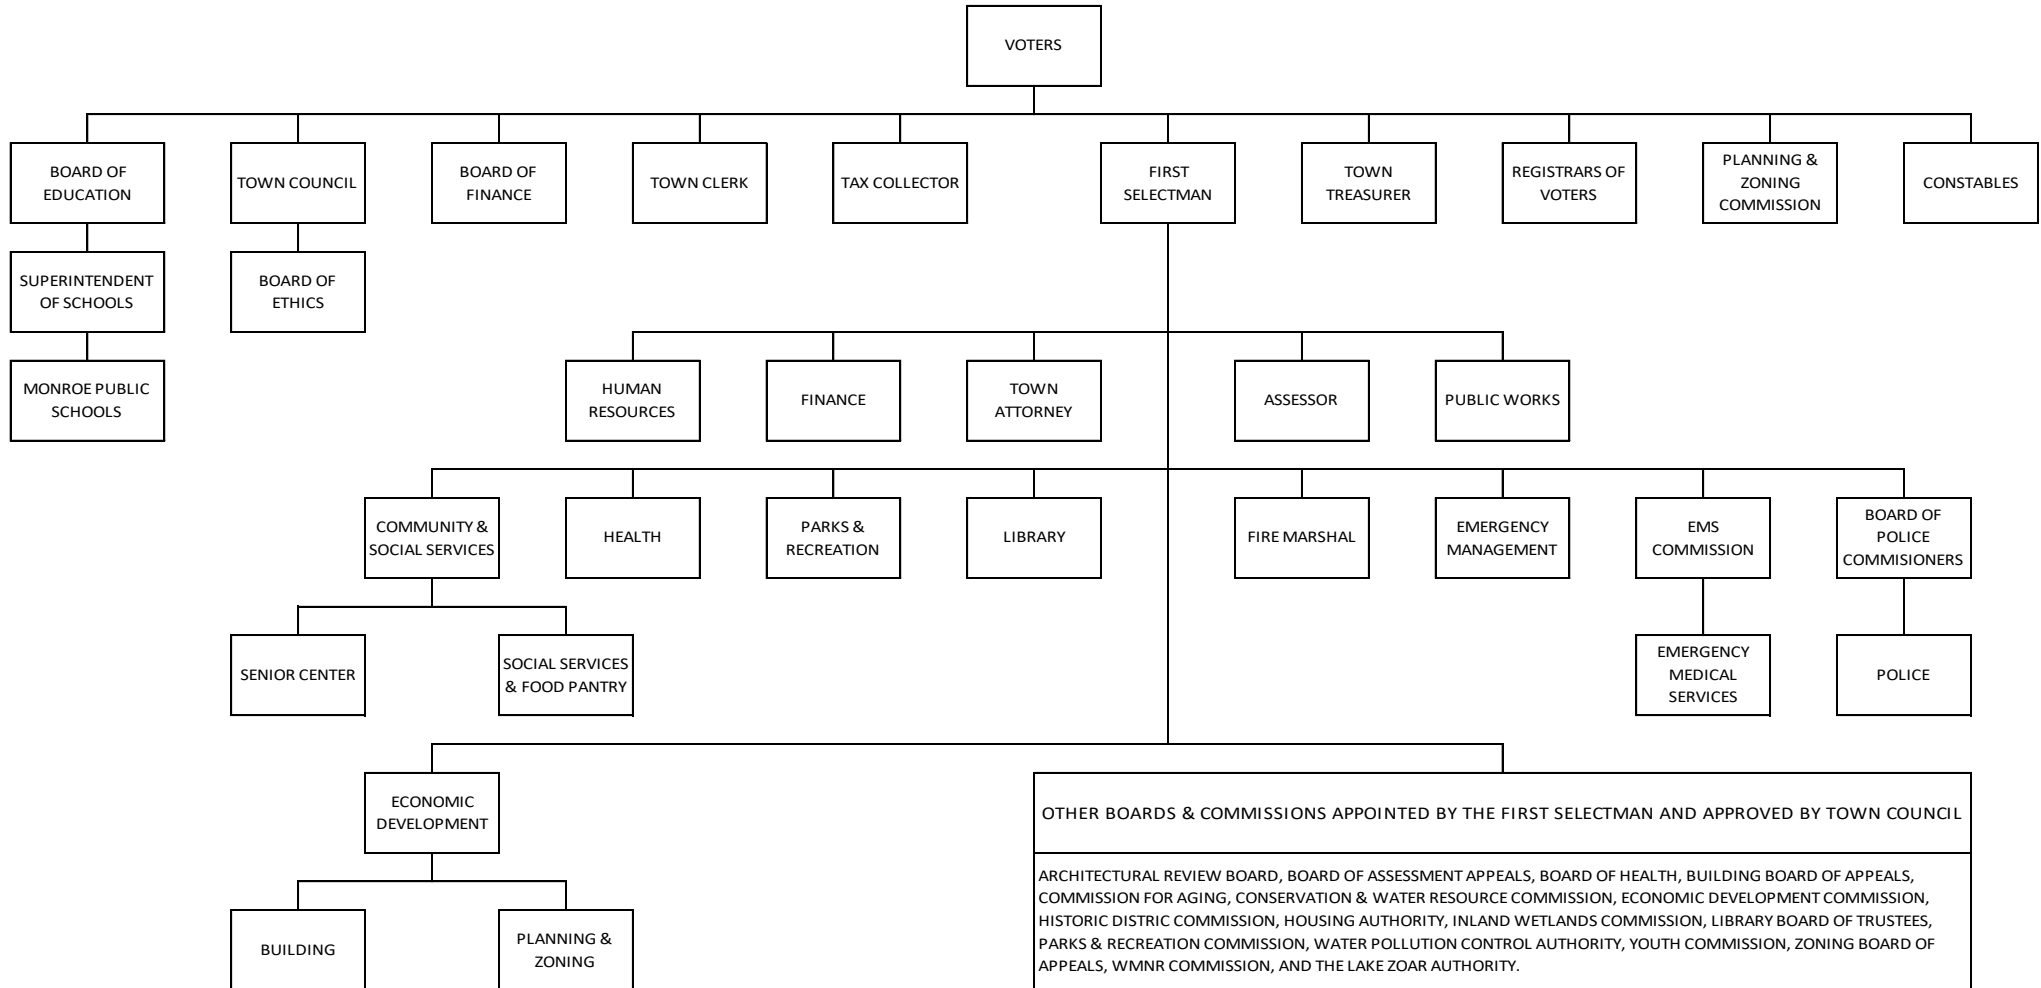 VOTERS
BOARD OF
EDUCATION
TOWN COUNCIL
BOARD OF
FINANCE
TOWN CLERK
TAX COLLECTOR
FIRST
SELECTMAN
TOWN
TREASURER
REGISTRARS OF
VOTERS
PLANNING &
ZONING
COMMISSION
CONSTABLES
SUPERINTENDENT
OF SCHOOLS
BOARD OF
ETHICS
MONROE PUBLIC
SCHOOLS
HUMAN
RESOURCES
FINANCE
TOWN
ATTORNEY
ASSESSOR
PUBLIC WORKS
COMMUNITY &
SOCIAL SERVICES
HEALTH
PARKS &
RECREATION
LIBRARY
FIRE MARSHAL
EMERGENCY
MANAGEMENT
EMS
COMMISSION
BOARD OF
POLICE
COMMISIONERS
SENIOR CENTER
SOCIAL SERVICES
& FOOD PANTRY
EMERGENCY
MEDICAL
SERVICES
POLICE
ECONOMIC
DEVELOPMENT
OTHER BOARDS & COMMISSIONS APPOINTED BY THE FIRST SELECTMAN AND APPROVED BY TOWN COUNCIL
ARCHITECTURAL REVIEW BOARD, BOARD OF ASSESSMENT APPEALS, BOARD OF HEALTH, BUILDING BOARD OF APPEALS,
COMMISSION FOR AGING, CONSERVATION & WATER RESOURCE COMMISSION, ECONOMIC DEVELOPMENT COMMISSION,
HISTORIC DISTRIC COMMISSION, HOUSING AUTHORITY, INLAND WETLANDS COMMISSION, LIBRARY BOARD OF TRUSTEES,
PARKS & RECREATION COMMISSION, WATER POLLUTION CONTROL AUTHORITY, YOUTH COMMISSION, ZONING BOARD OF
APPEALS, WMNR COMMISSION, AND THE LAKE ZOAR AUTHORITY.
BUILDING
PLANNING &
ZONING